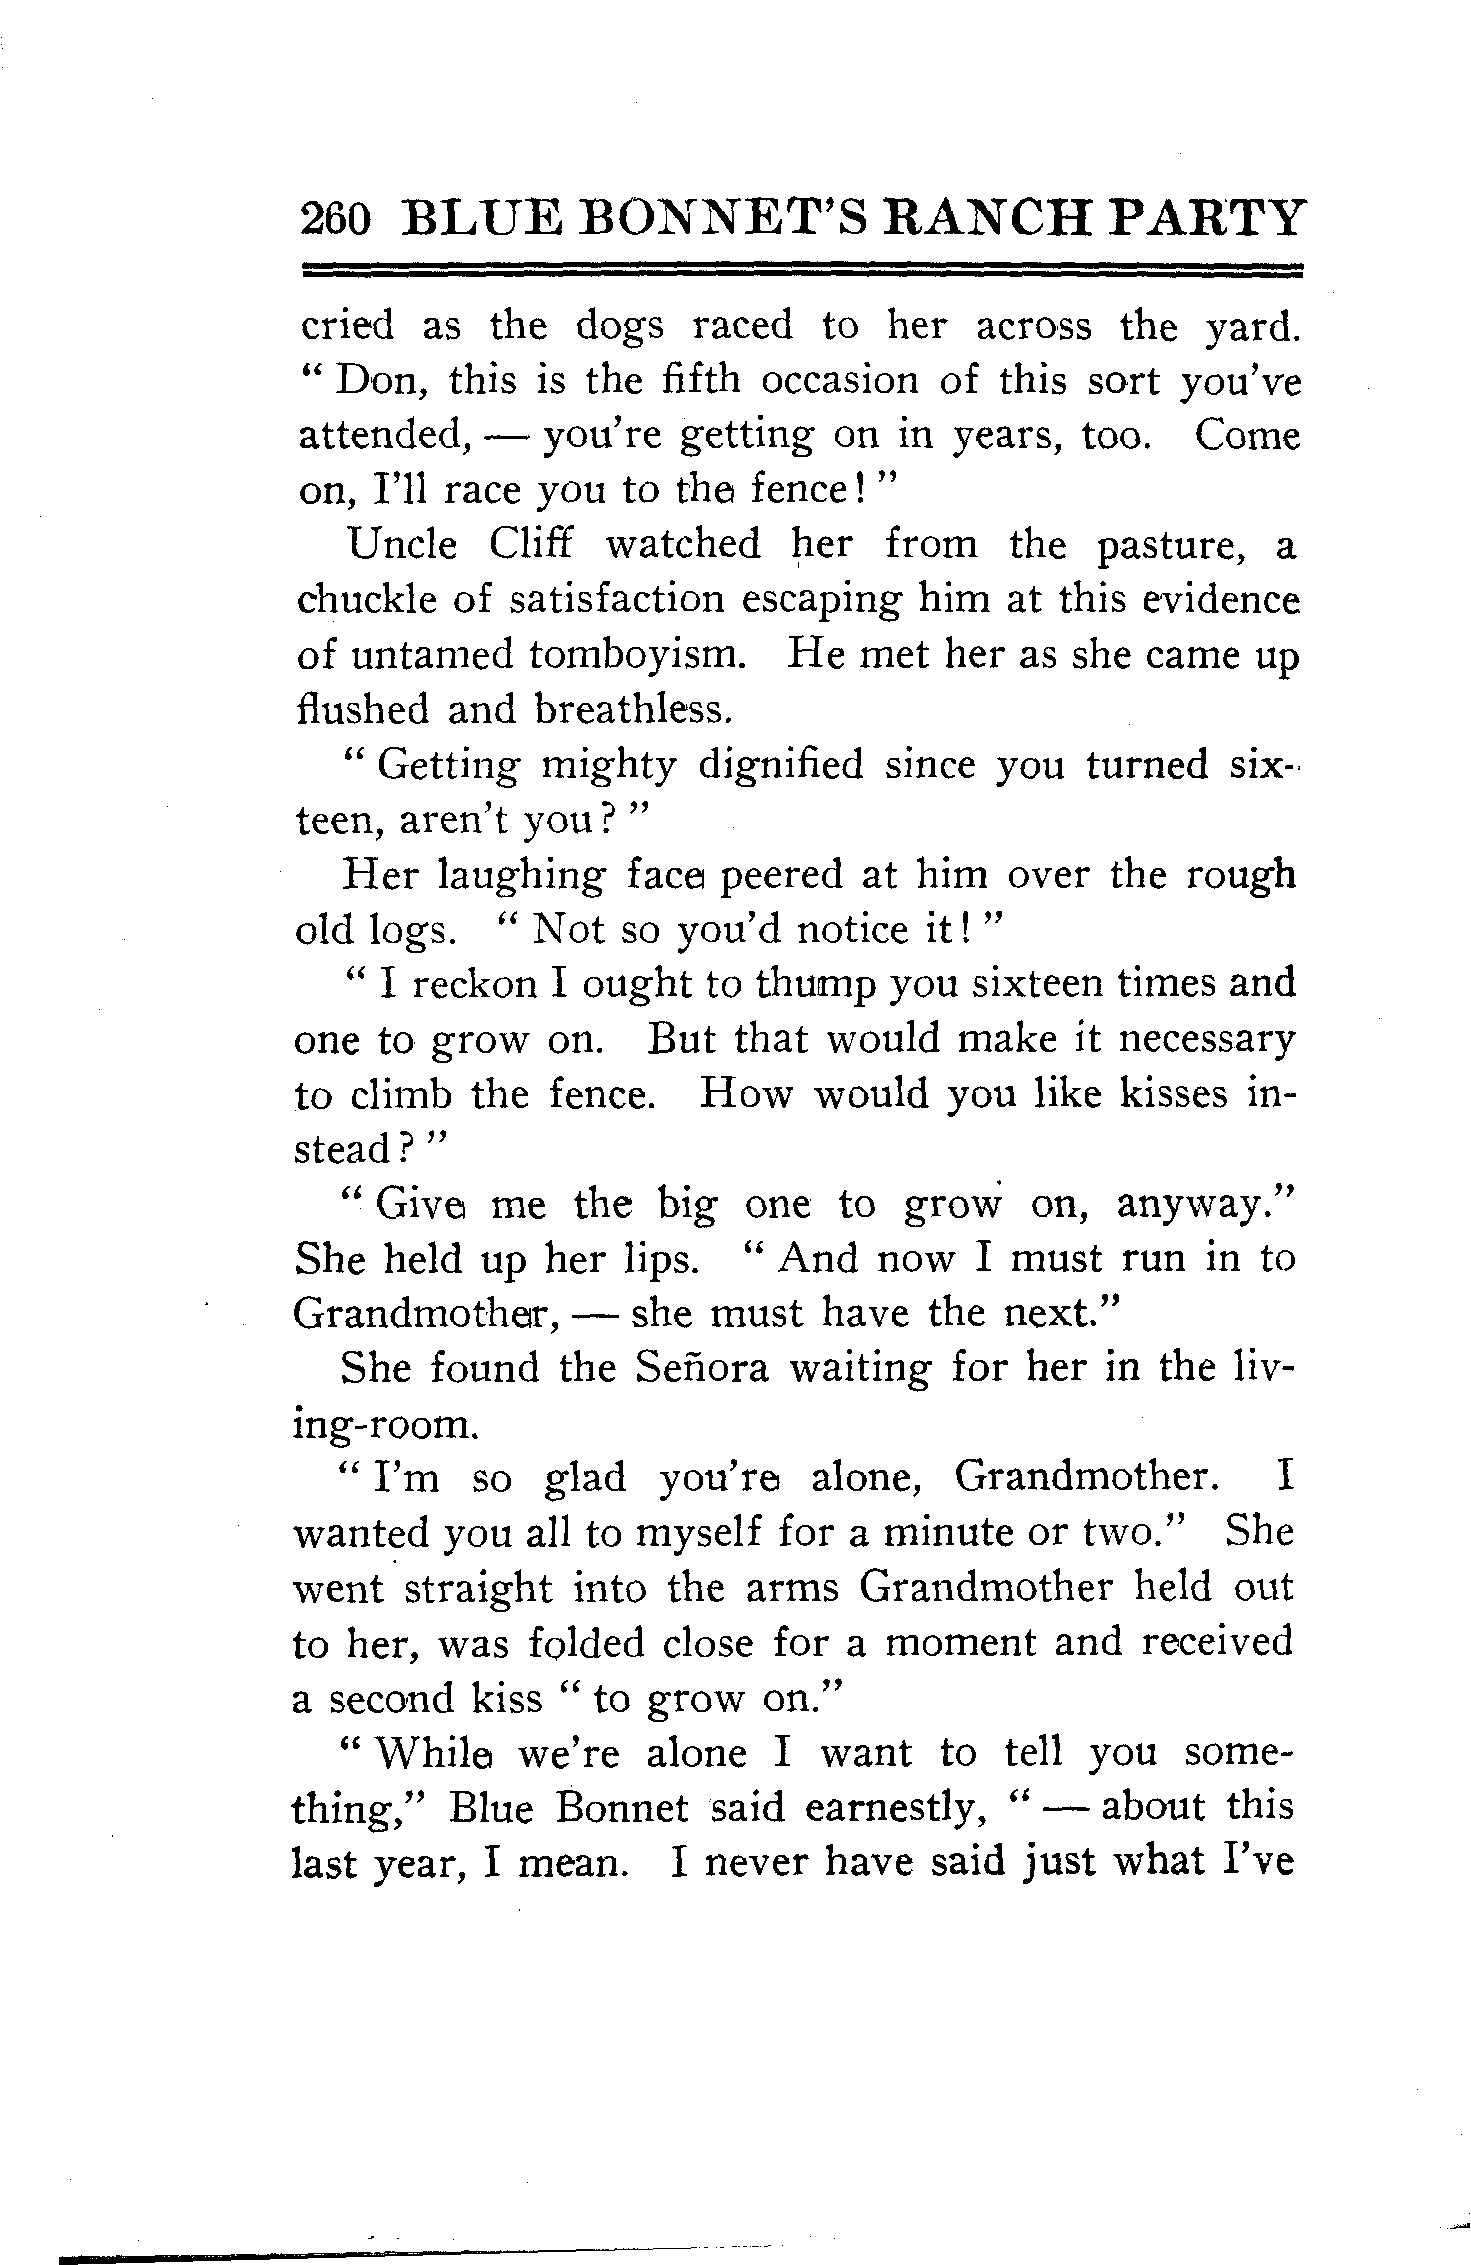 260 BLUE BONNET'S RANCH PARTY
cried as the dogs raced to her across the yard.
" Don, this is the fifth occasion of this sort you've
attended, — you're getting on in years, too. Come
on, I'll race you to the fence! "
Uncle Cliff watched her from the pasture, a
chuckle of satisfaction escaping him at this evidence
of untamed tomboyism. He met her as she came up
flushed and breathless.
" Getting mighty dignified since you turned six-
teen, aren't you? "
Her laughing face peered at him over the rough
old logs. " Not so you'd notice it! "
" I reckon I ought to thump you sixteen times and
one to grow on. But that would make it necessary
to climb the fence. How would you like kisses in-
stead? "
" Give me the big one to grow on, anyway."
She held up her lips. " And now I must run in to
Grandmother, — she must have the next."
She found the Señora waiting for her in the liv-
ing-room.
" I'm so glad you're alone, Grandmother. I
wanted you all to myself for a minute or two." She
went straight into the arms Grandmother held out
to her, was folded close for a moment and received
a second kiss " to grow on."
" While we're alone I want to tell you some-
thing," Blue Bonnet said earnestly, " — about this
last year, I mean. I never have said just what I've